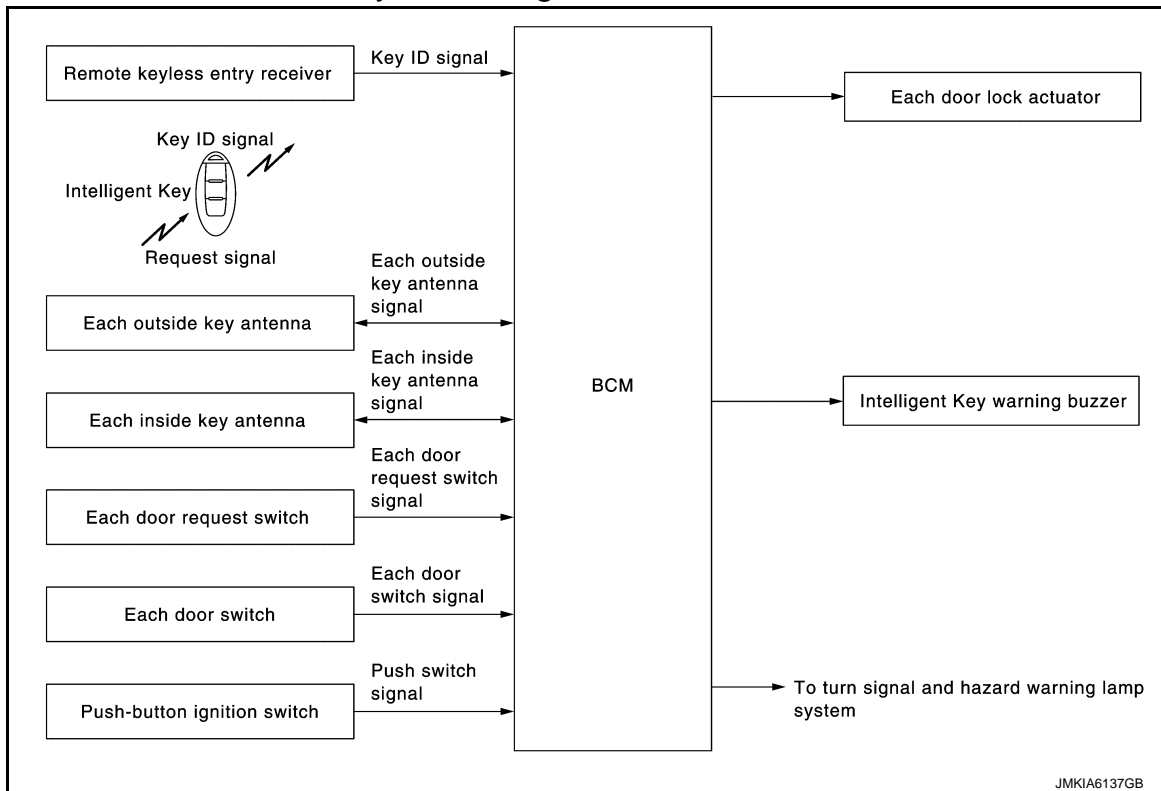 Remote keyless entry receiver
Key ID signal
Key ID signal
Intelligent Key
Request signal
Each outside
key antenna
signal
Each outside key antenna
Each inside
key antenna
signal
Each inside key antenna
Each door
request switch
signal
Each door request switch
Each door
switch signal
Each door switch
Push switch
signal
Push-button ignition switch
BCM
Each door lock actuator
Intelligent Key warning buzzer
To turn signal and hazard warning lamp
system
JMKIA6137GB